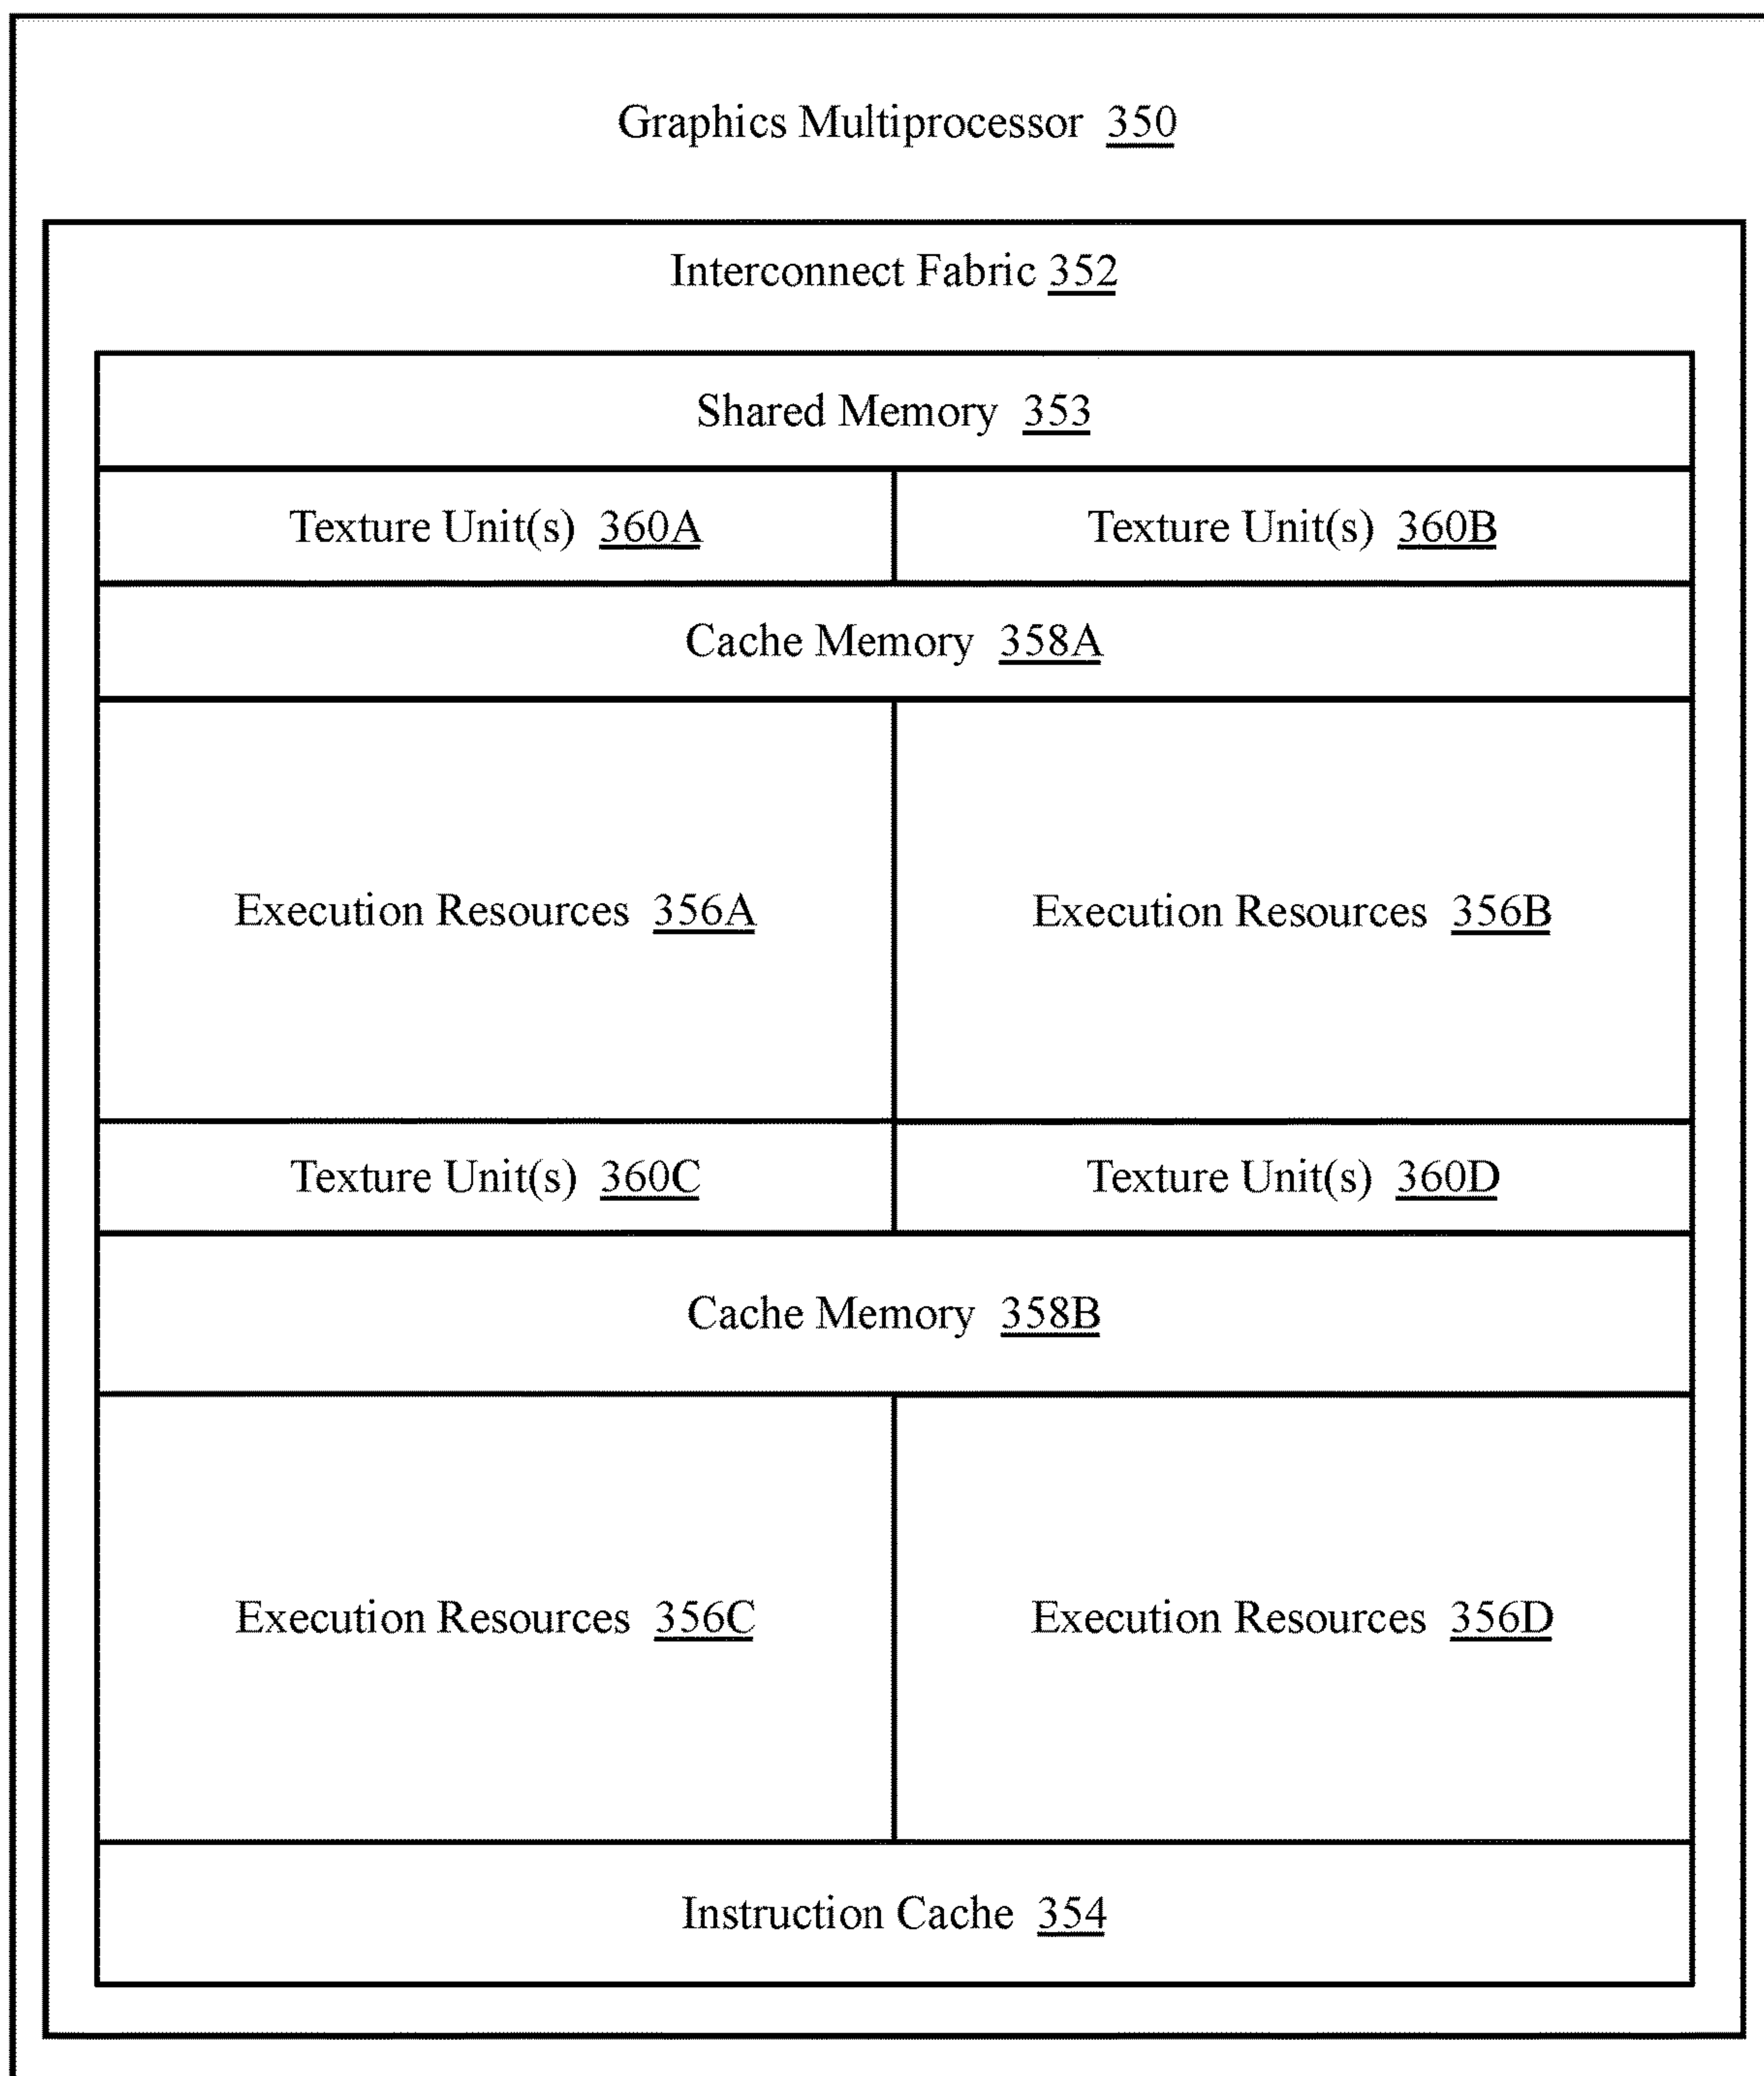 Graphics Multiprocessor 350
Interconnect Fabric 352
Shared Memory 353
Texture Unit(s) 360A
Texture Unit(s) 360B
Cache Memory 358A
Execution Resources 356A
Execution Resources 356B
Texture Unit(s) 360C
Texture Unit(s) 360D
Cache Memory 358B
Execution Resources 356C
Execution Resources 356D
Instruction Cache 354